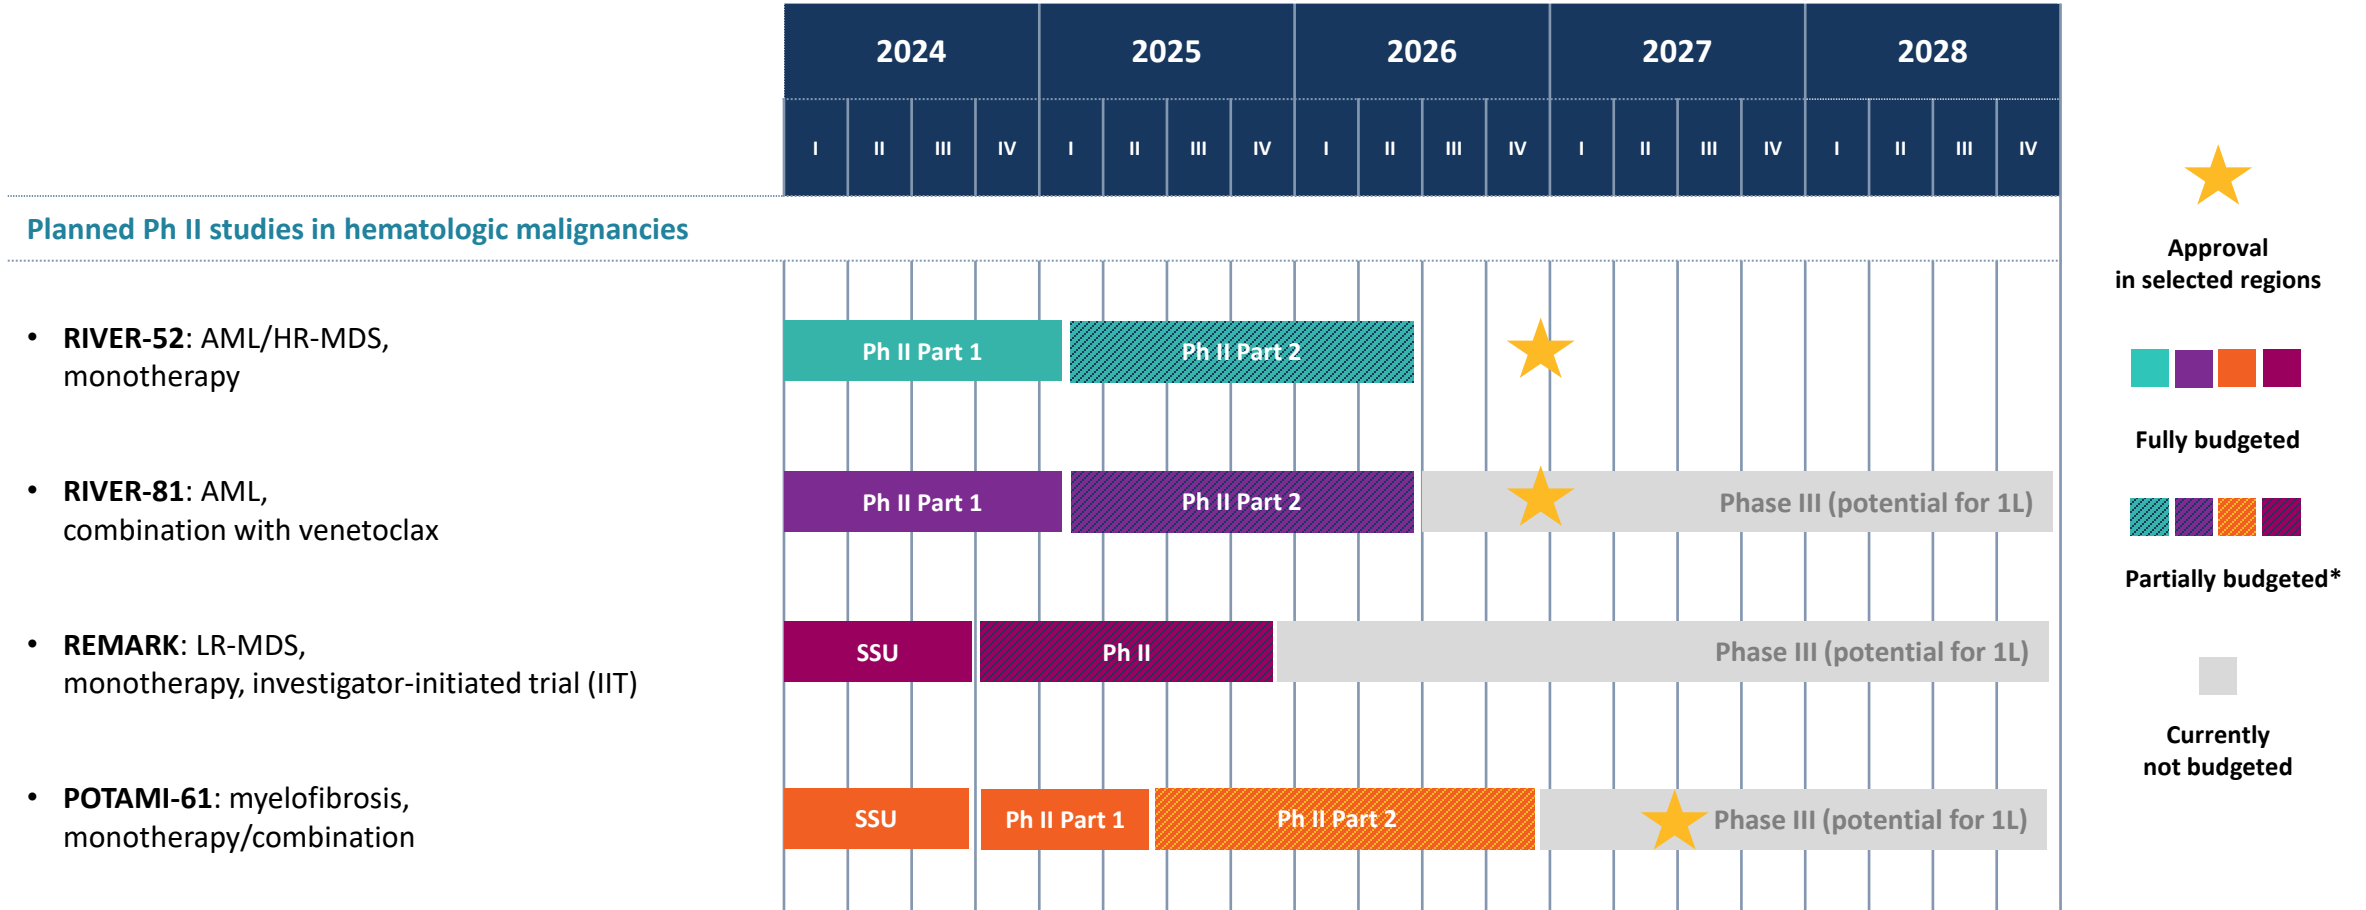 2024 2025 2026 2027 2028
I II III IV I II III IV I II III IV I II III IV I II III IV
Planned Ph II studies in hematologic malignancies
• RIVER-52: AML/HR-MDS,
monotherapy
Ph II Part 1 Ph II Part 2
• RIVER-81: AML,
combination with venetoclax
Ph II Part 1 Ph II Part 2 Phase III (potential for 1L)
• REMARK: LR-MDS,
monotherapy, investigator-initiated trial (IIT)
SSU Ph II Phase III (potential for 1L)
• POTAMI-61: myelofibrosis,
monotherapy/combination
SSU Ph II Part 1 Ph II Part 2 Phase III (potential for 1L)
Approval
in selected regions
Fully budgeted
Partially budgeted*
Currently
not budgeted